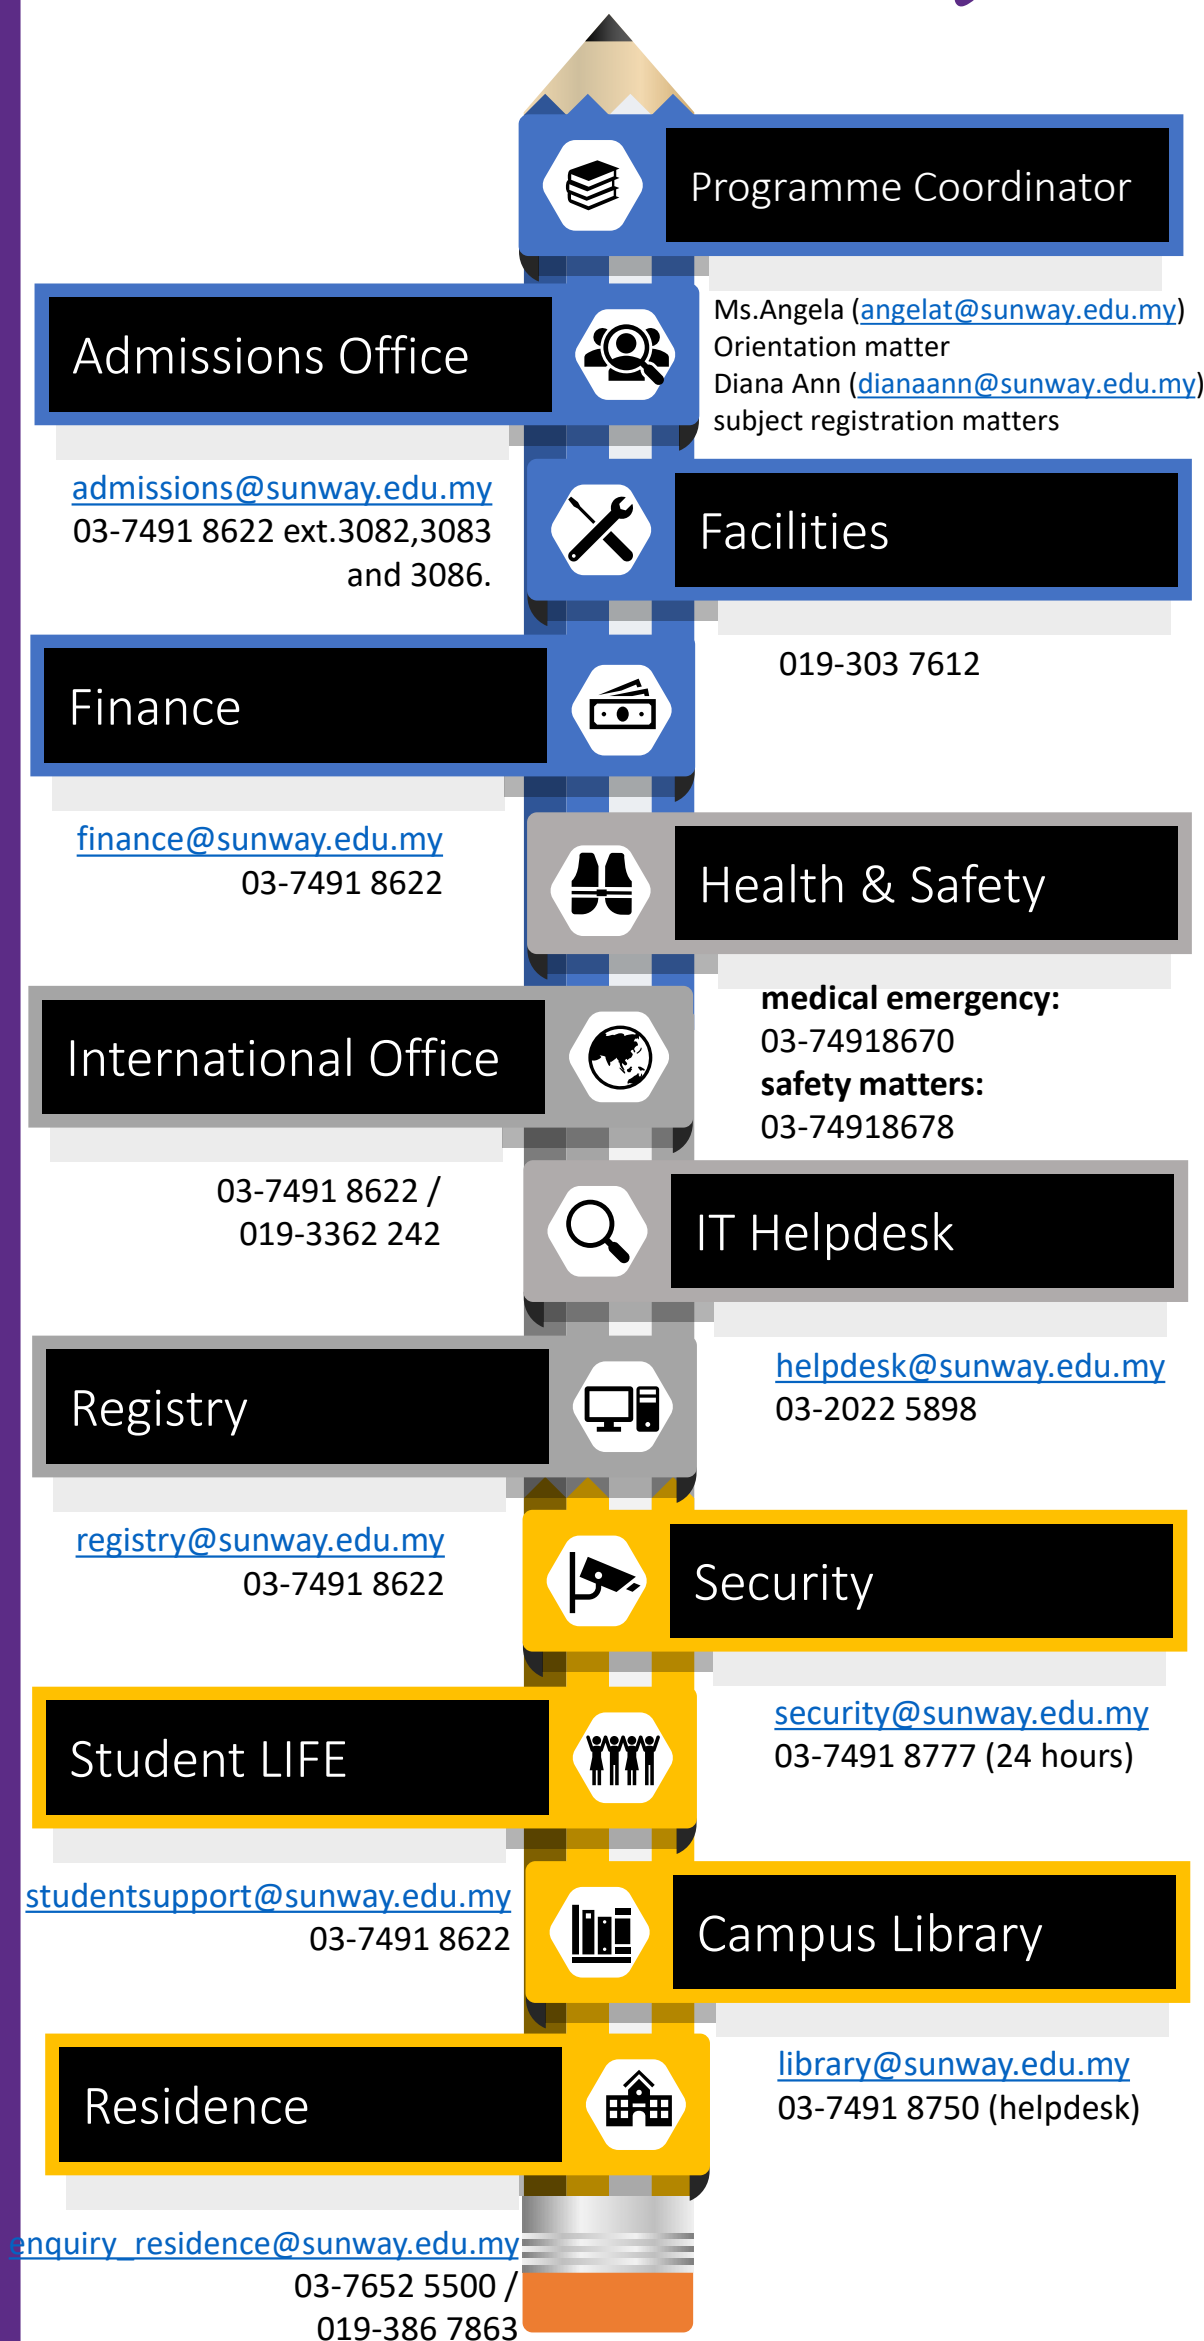 Programme Coordinator
Ms.Angela (angelat@sunway.edu.my)
Orientation matter
Diana Ann (dianaann@sunway.edu.my)
subject registration matters
Admissions Office
admissions@sunway.edu.my
03-7491 8622 ext.3082,3083
and 3086.
Facilities
019-303 7612
Finance
finance@sunway.edu.my
03-7491 8622
Health & Safety
medical emergency:
03-74918670
safety matters:
03-74918678
International Office
03-7491 8622 /
019-3362 242
IT Helpdesk
helpdesk@sunway.edu.my
03-2022 5898
Registry
registry@sunway.edu.my
03-7491 8622
Security
security@sunway.edu.my
03-7491 8777 (24 hours)
Student LIFE
studentsupport@sunway.edu.my
03-7491 8622
Campus Library
library@sunway.edu.my
03-7491 8750 (helpdesk)
Residence
enquiry_residence@sunway.edu.my
03-7652 5500 /
019-386 7863